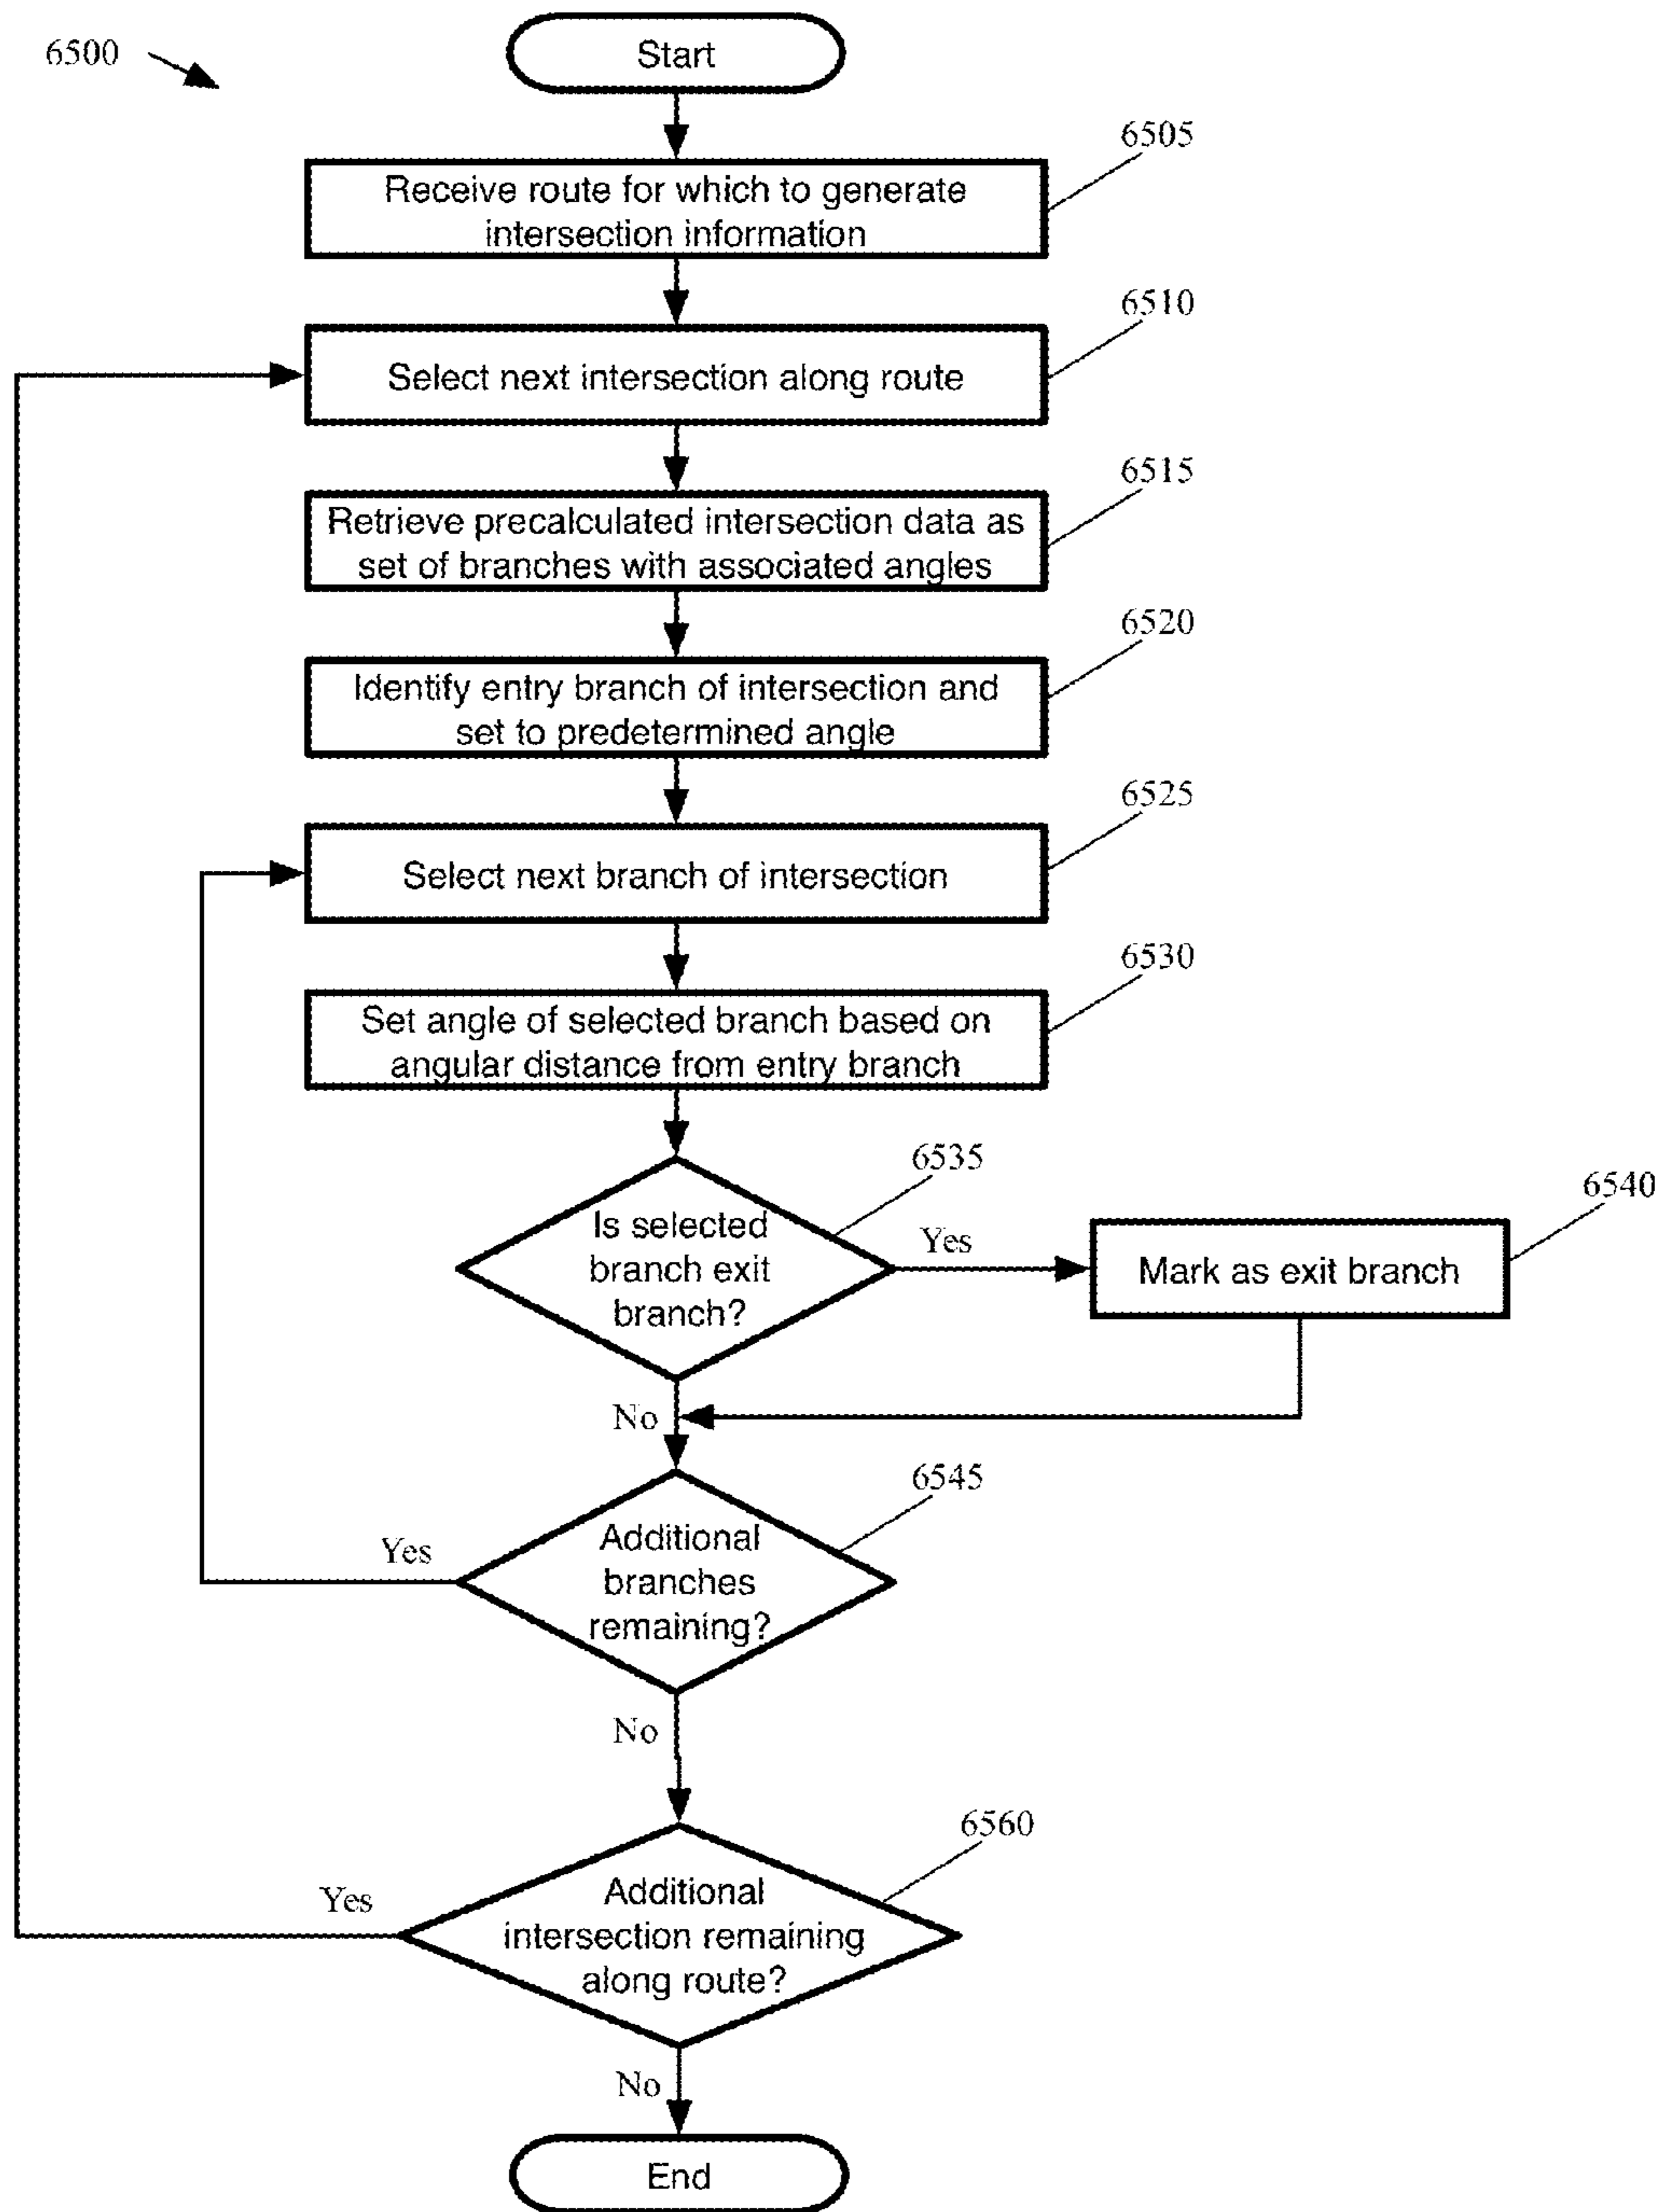 6500
Start
6505
Receive route for which to generate
intersection information
6510
Select next intersection along route
6515
Retrieve precalculated intersection data as
set of branches with associated angles
6520
Identify entry branch of intersection and
set to predetermined angle
6525
Select next branch of intersection
6530
Set angle of selected branch based on
angular distance from entry branch
6535
Is selected
branch exit
branch?
Yes
6540
Mark as exit branch
No
6545
Additional
branches
remaining?
Yes
No
6560
Additional
intersection remaining
along route?
Yes
No
End